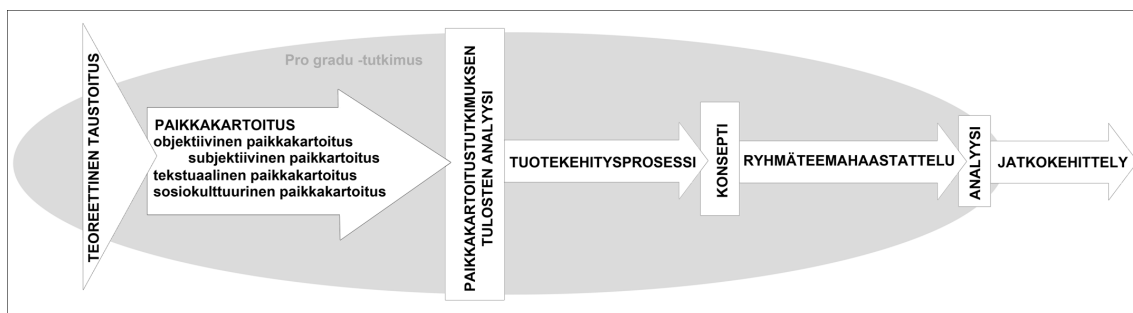 Pro gradu -tutkimus
TEOREETTINEN TAUSTOITUS
PAIKKAKARTOITUS
objektiivinen paikkakartoitus
subjektiivinen paikkartoitus
tekstuaalinen paikkakartoitus
sosiokulttuurinen paikkakartoitus
PAIKKAKARTOITUSTUTKIMUKSEN
TULOSTEN ANALYYSI
TUOTEKEHITYSPROSESSI
KONSEPTI
RYHMÄTEEMAHAASTATTELU
ANALYYSI
JATKOKEHITTELY